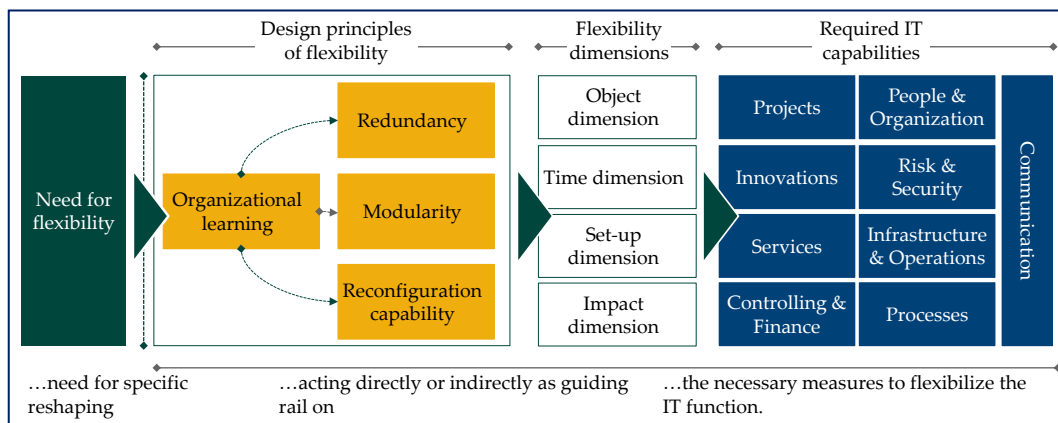 Design principles
of flexibility
Flexibility
dimensions
Required IT
capabilities
Need for
flexibility
Organizational
learning
Redundancy
Modularity
Reconfiguration
capability
Object
dimension
Time dimension
Set-up
dimension
Impact
dimension
Projects
People &
Organization
Innovations
Risk &
Security
Services
Infrastructure
& Operations
Controlling &
Finance
Processes
Communication
…need for specific
reshaping
…acting directly or indirectly as guiding
rail on
…the necessary measures to flexibilize the
IT function.